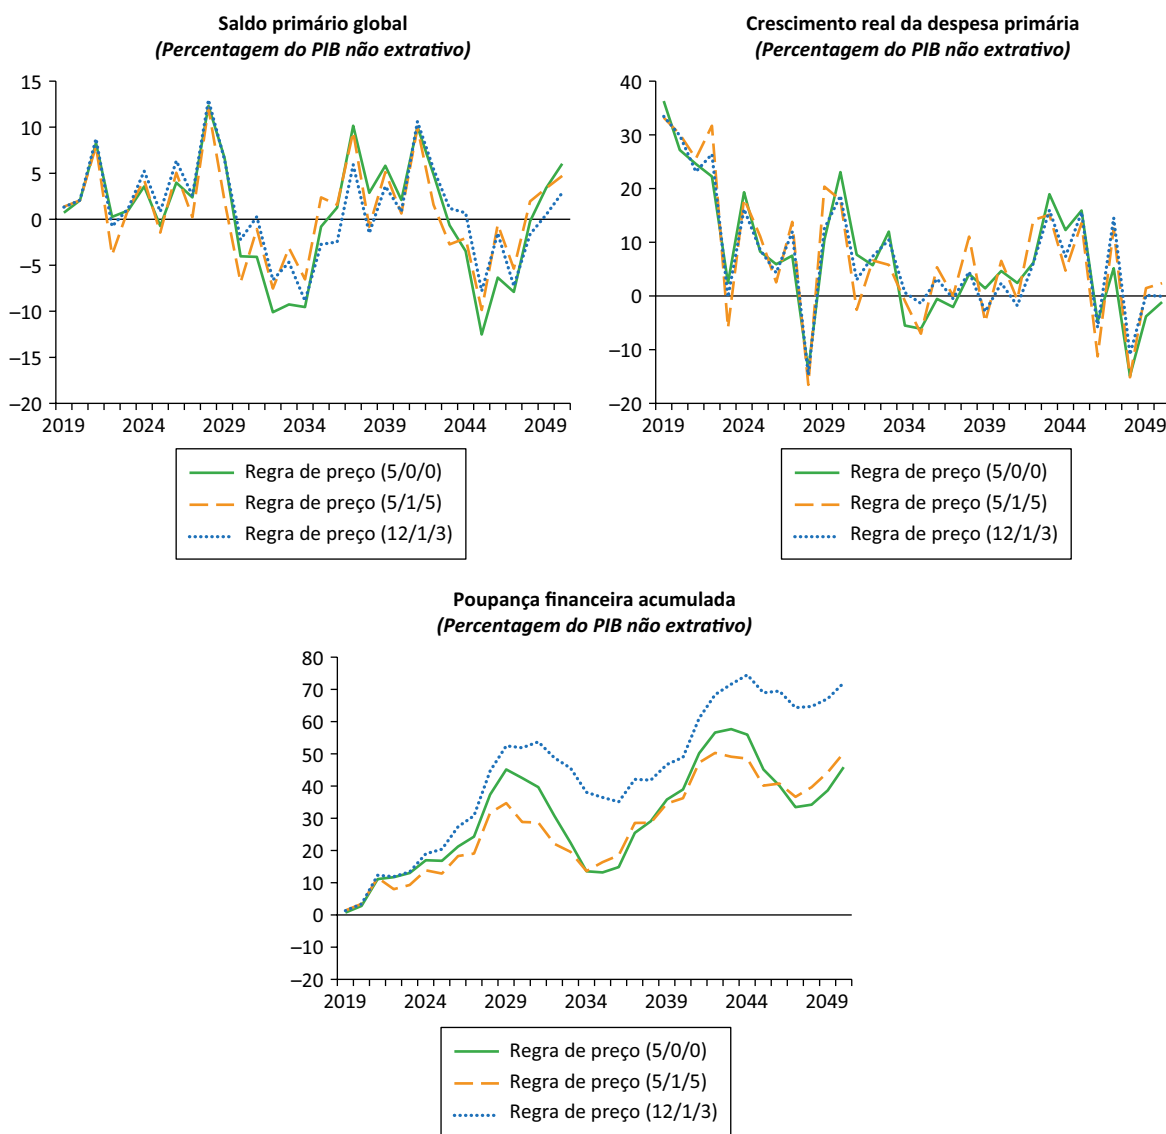 Saldo primário global
(Percentagem do PIB não extrativo)
15
10
5
0
–5
–10
–15
–20
2019 2024 2029 2034 2039 2044 2049
Regra de preço (5/0/0)
Regra de preço (5/1/5)
Regra de preço (12/1/3)
Crescimento real da despesa primária
(Percentagem do PIB não extrativo)
40
30
20
10
0
–10
–20
2019 2024 2029 2034 2039 2044 2049
Regra de preço (5/0/0)
Regra de preço (5/1/5)
Regra de preço (12/1/3)
Poupança financeira acumulada
(Percentagem do PIB não extrativo)
80
70
60
50
40
30
20
10
0
–10
–20
2019 2024 2029 2034 2039 2044 2049
Regra de preço (5/0/0)
Regra de preço (5/1/5)
Regra de preço (12/1/3)